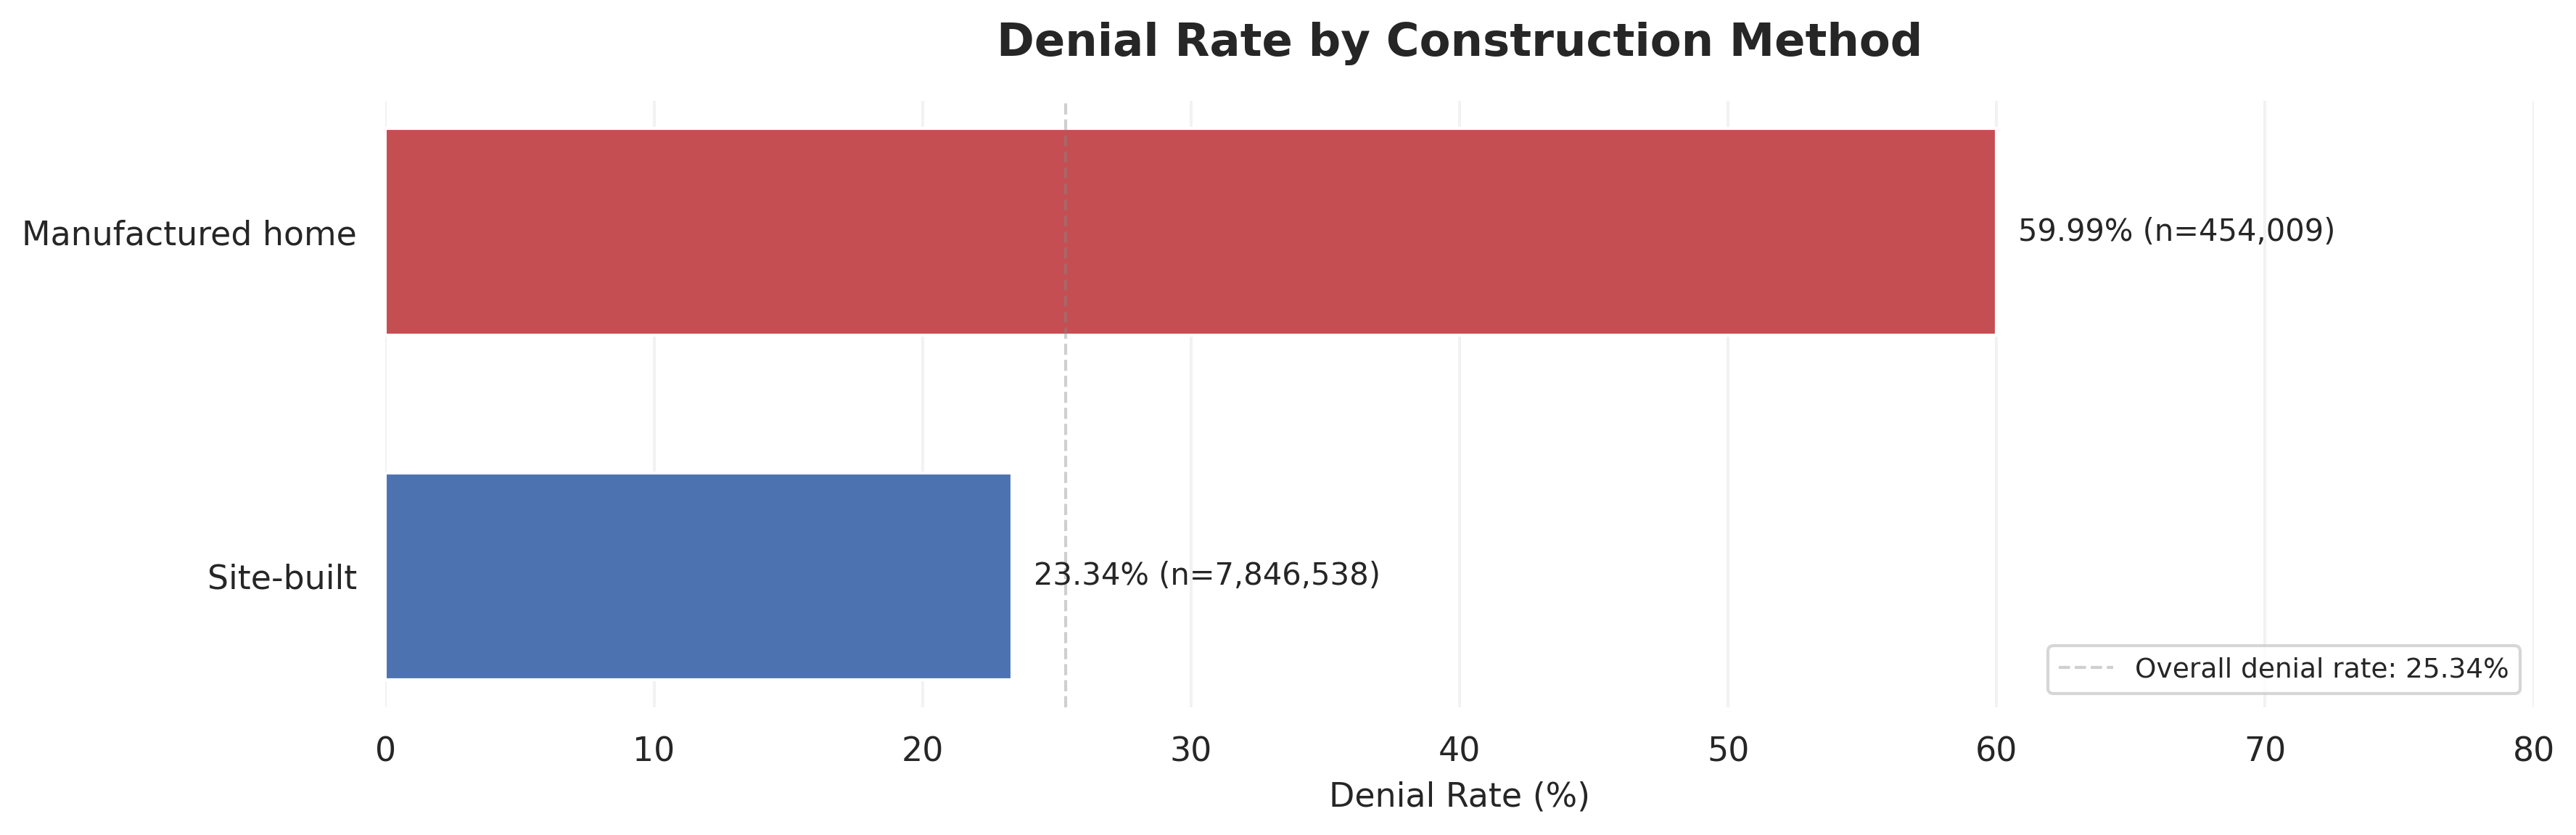 Denial Rate by Construction Method
Manufactured home
59.99% (n=454,009)
Site-built
23.34% (n=7,846,538)
Overall denial rate: 25.34%
0 10 20 30 40 50 60 70 80
Denial Rate (%)